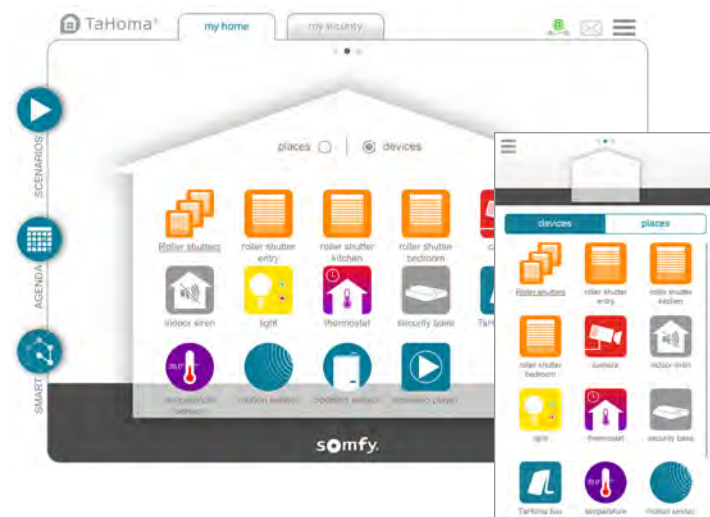 TaHoma®
my home
my security
@
SCENARIOS
AGENDA
SMART
places
devices
Roller shutters
roller shutter
entry
roller shutter
kitchen
roller shutter
bedroom
indoor siren
light
thermostat
security base
motion sensor
somfy.
devices
places
Roller shutters
roller shutter
entry
roller shutter
kitchen
roller shutter
bedroom
camera
indoor siren
light
thermostat
security base
TaHoma box
temperature
motion sensor